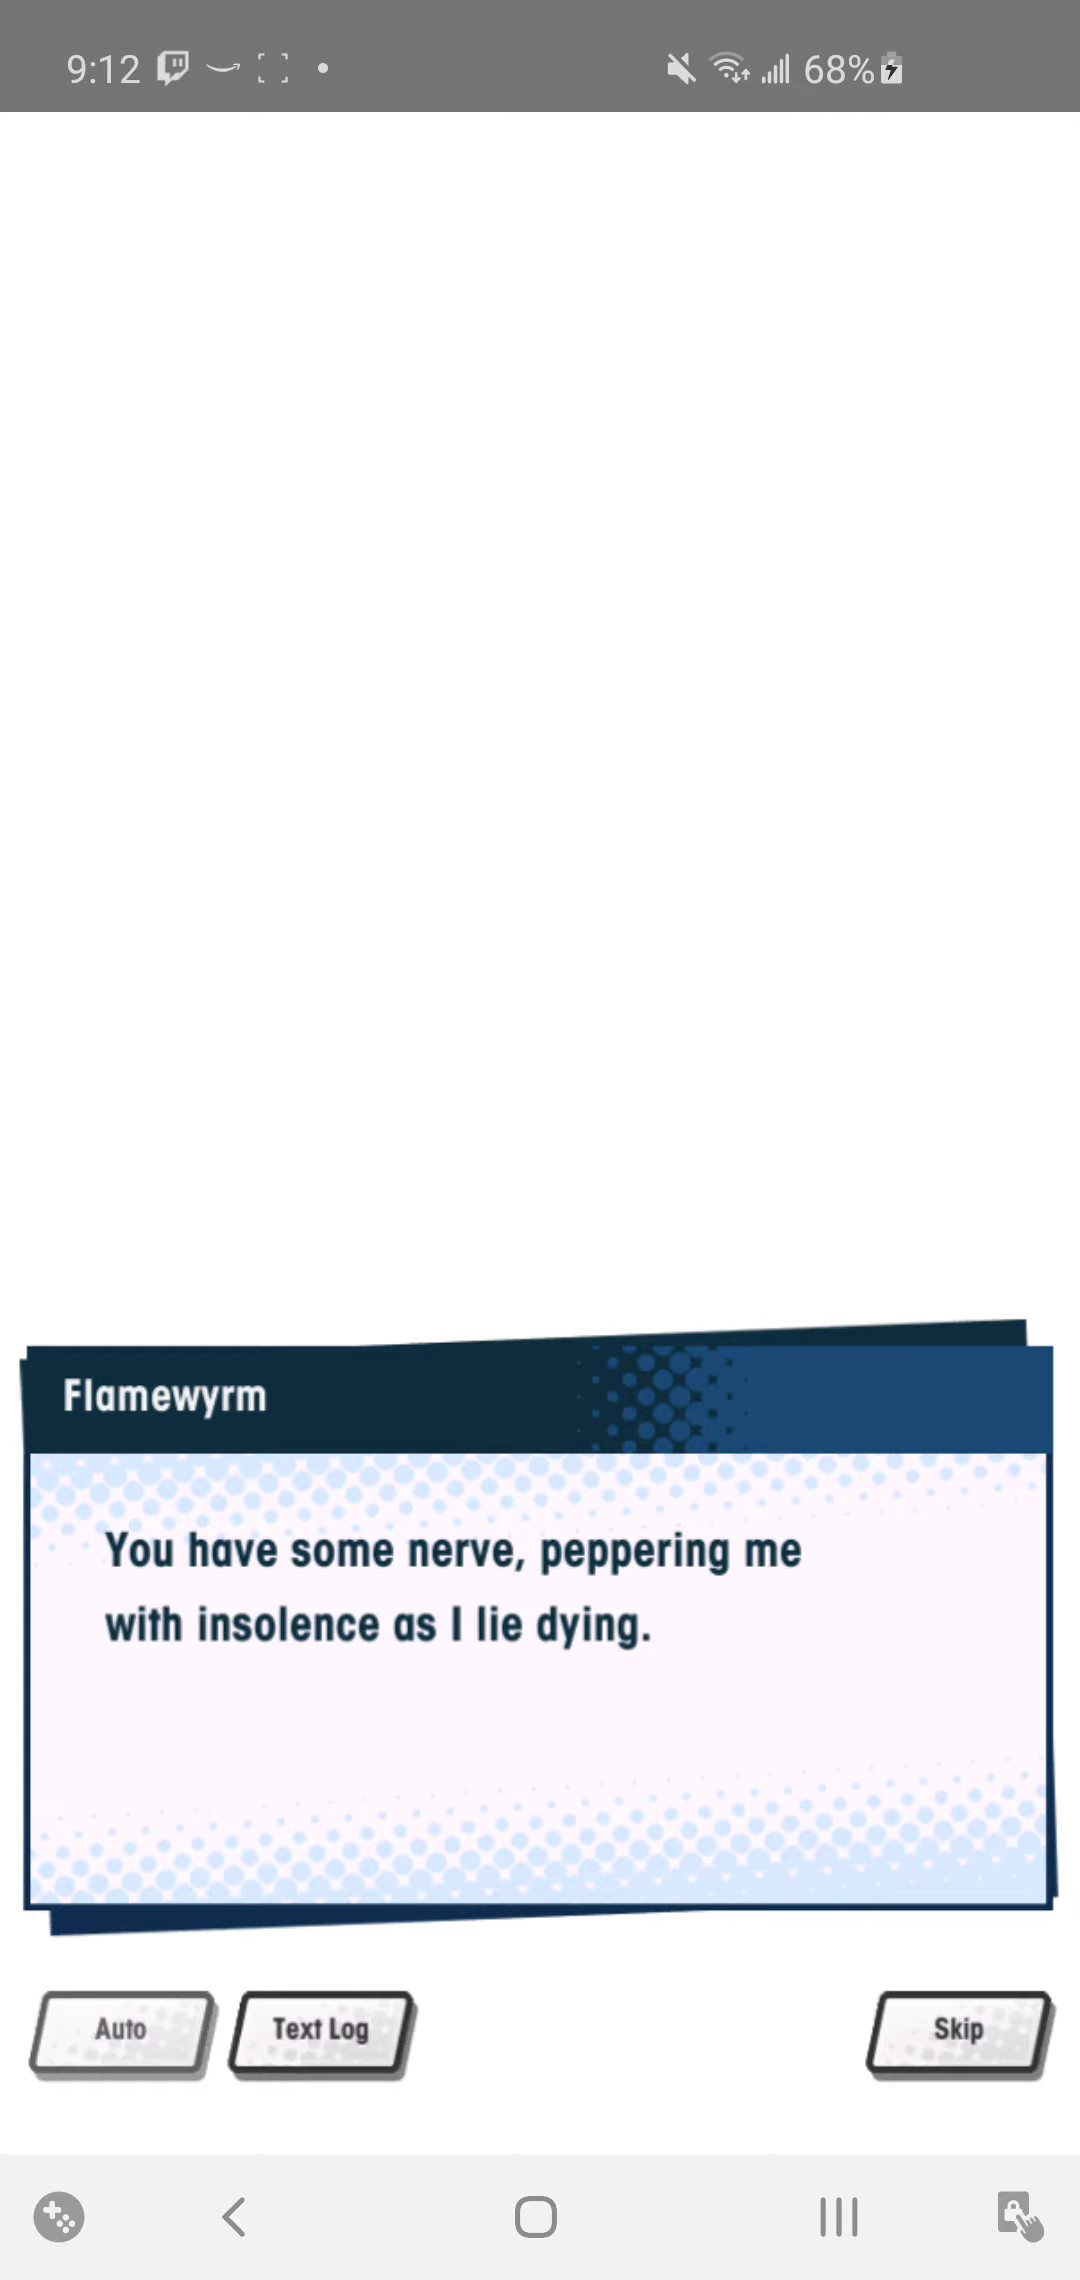 9:12
68%
Flamewyrm
You have some nerve, peppering me
with insolence as I lie dying.
Auto
Text Log
Skip